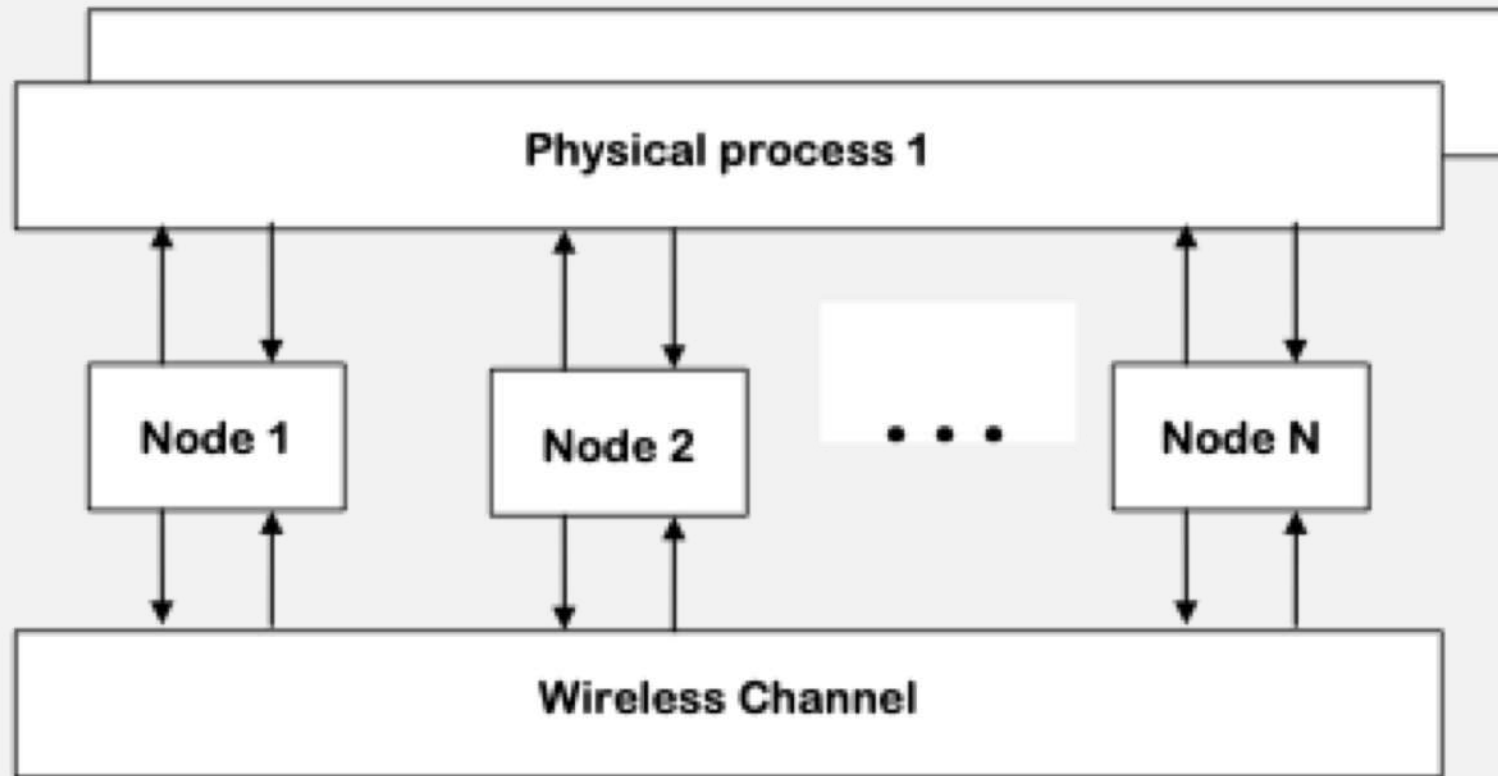 Physical process 1
Node 1
Node 2
• • •
Node N
Wireless Channel